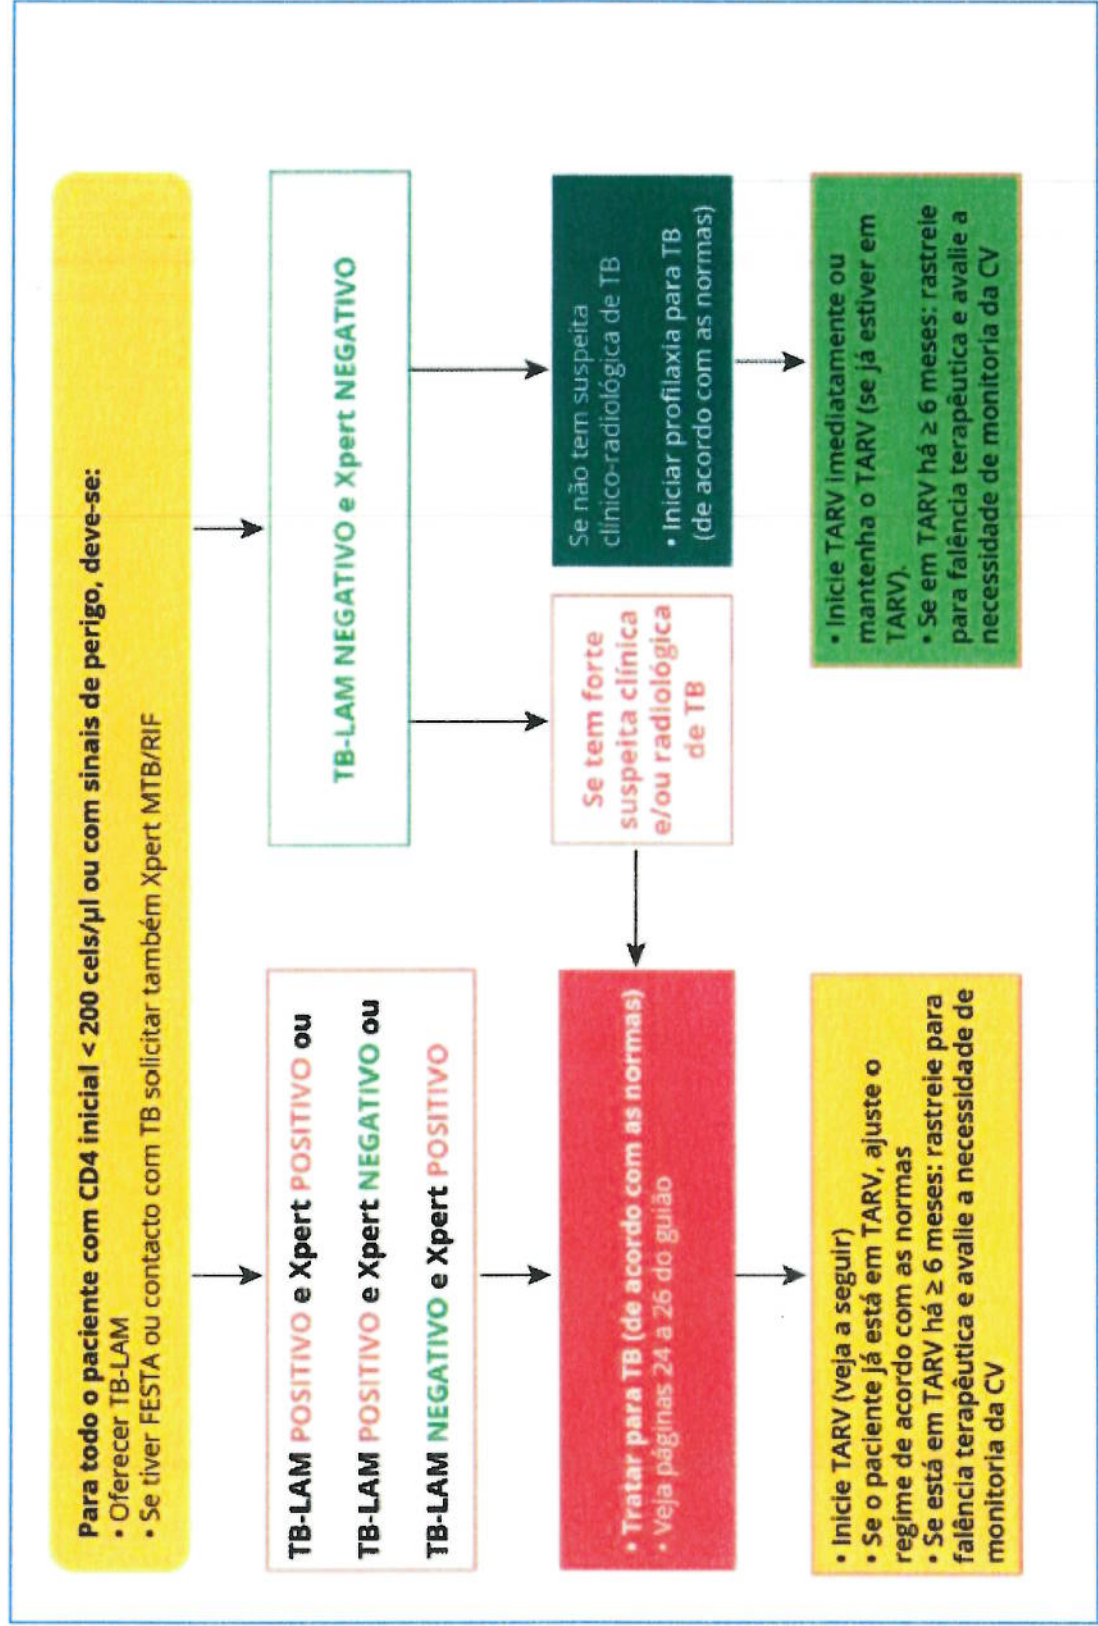 Para todo o paciente com CD4 inicial < 200 cels/µl ou com sinais de perigo, deve-se:
• Oferecer TB-LAM
• Se tiver FESTA ou contacto com TB solicitar também Xpert MTB/RIF
TB-LAM POSITIVO e Xpert POSITIVO ou
TB-LAM POSITIVO e Xpert NEGATIVO ou
TB-LAM NEGATIVO e Xpert POSITIVO
TB-LAM NEGATIVO e Xpert NEGATIVO
• Tratar para TB (de acordo com as normas)
• Veja páginas 24 a 26 do guião
Se tem forte
suspeita clínica
e/ou radiológica
de TB
Se não tem suspeita
clínico-radiológica de TB
• Iniciar profilaxia para TB
(de acordo com as normas)
• Inicie TARV (veja a seguir)
• Se o paciente já está em TARV, ajuste o
regime de acordo com as normas
• Se está em TARV há ≥ 6 meses: rastreie para
falência terapêutica e avalie a necessidade de
monitoria da CV
• Inicie TARV imediatamente ou
mantenha o TARV (se já estiver em
TARV).
• Se em TARV há ≥ 6 meses: rastreie
para falência terapêutica e avalie a
necessidade de monitoria da CV